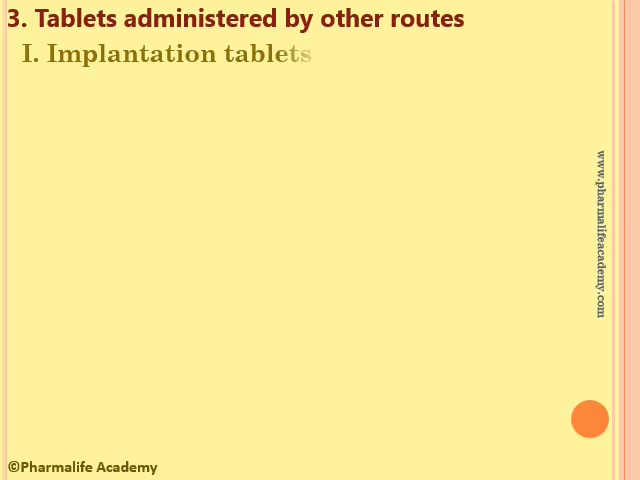 3. Tablets administered by other routes
I. Implantation tablets
www.pharmalifeacademy.com
©Pharmalife Academy